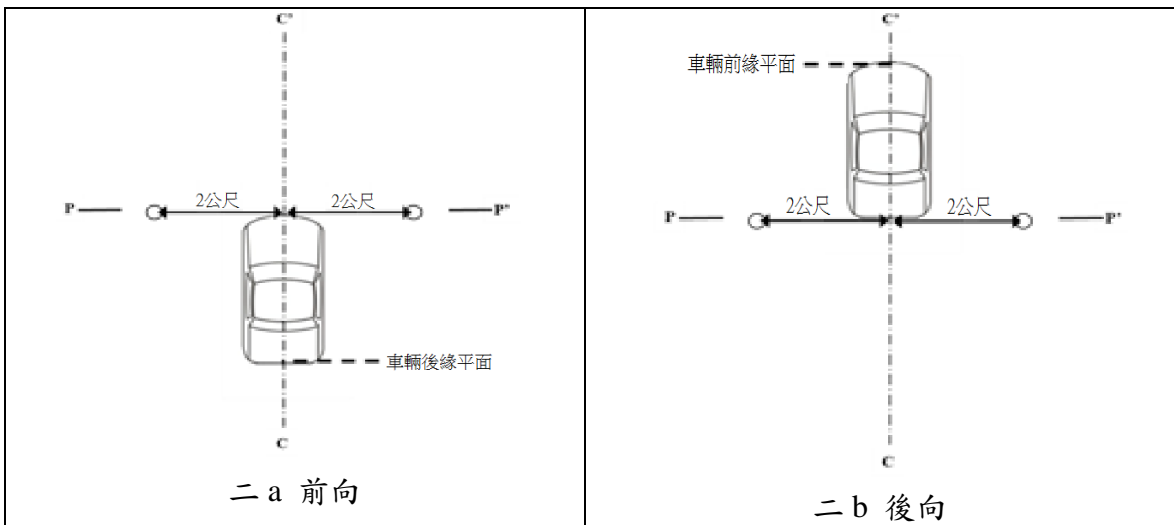 C'
2公尺 2公尺
P P'
車輛後緣平面
C
二 a 前向
C'
車輛前緣平面
2公尺 2公尺
P P'
C
二 b 後向